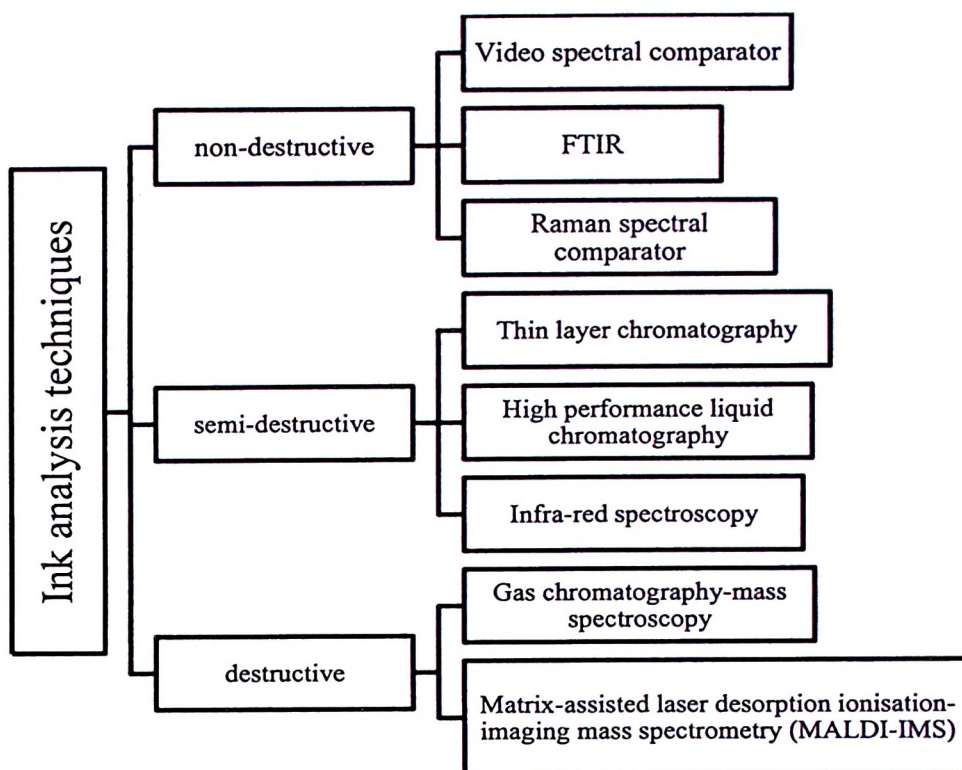 Ink analysis techniques
non-destructive
Video spectral comparator
FTIR
Raman spectral
comparator
semi-destructive
Thin layer chromatography
High performance liquid
chromatography
Infra-red spectroscopy
destructive
Gas chromatography-mass
spectroscopy
Matrix-assisted laser desorption ionisation-
imaging mass spectrometry (MALDI-IMS)